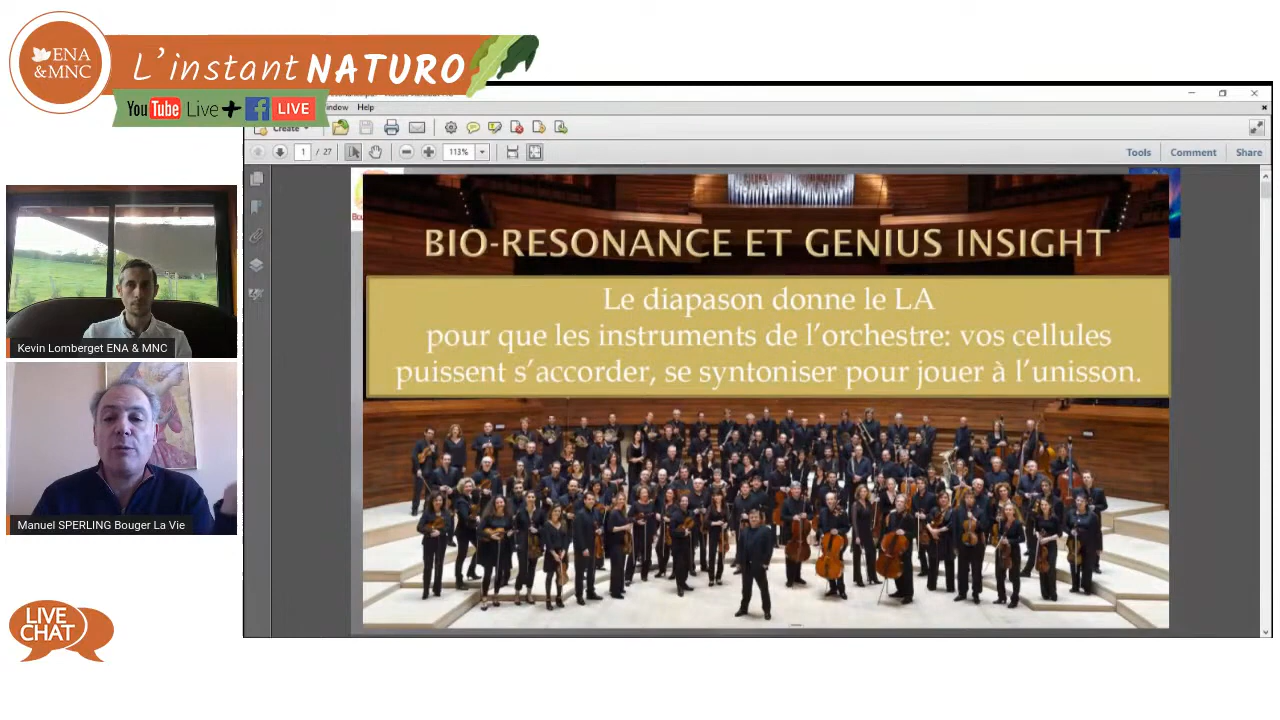 ENA
&MNC
L'instant NATURO
YouTube Live + f LIVE
Help
Create
1 / 27
113%
Tools
Comment
Share
BIO-RESONANCE ET GENIUS INSIGHT
Le diapason donne le LA
pour que les instruments de l'orchestre: vos cellules
puissent s'accorder, se syntoniser pour jouer à l'unison.
Kevin Lomberget ENA & MNC
Manuel SPERLING Bouger La Vie
LIVE
CHAT